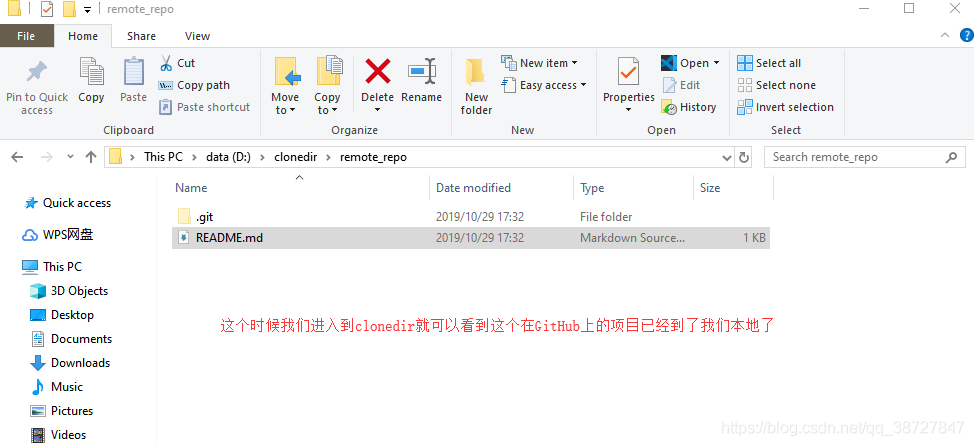 remote_repo
File Home Share View
Pin to Quick access
Copy
Paste
Cut
Copy path
Paste shortcut
Clipboard
Move to
Copy to
Delete
Rename
Organize
New folder
New item
Easy access
New
Properties
Open
Edit
History
Open
Select all
Select none
Invert selection
Select
This PC data (D:) clonedir remote_repo
Search remote_repo
Name Date modified Type Size
.git 2019/10/29 17:32 File folder
README.md 2019/10/29 17:32 Markdown Source... 1 KB
Quick access
WPS网盘
This PC
3D Objects
Desktop
Documents
Downloads
Music
Pictures
Videos
这个时候我们进入到clonedir就可以看到这个在GitHub上的项目已经到了我们本地了
https://blog.csdn.net/qq_38727847